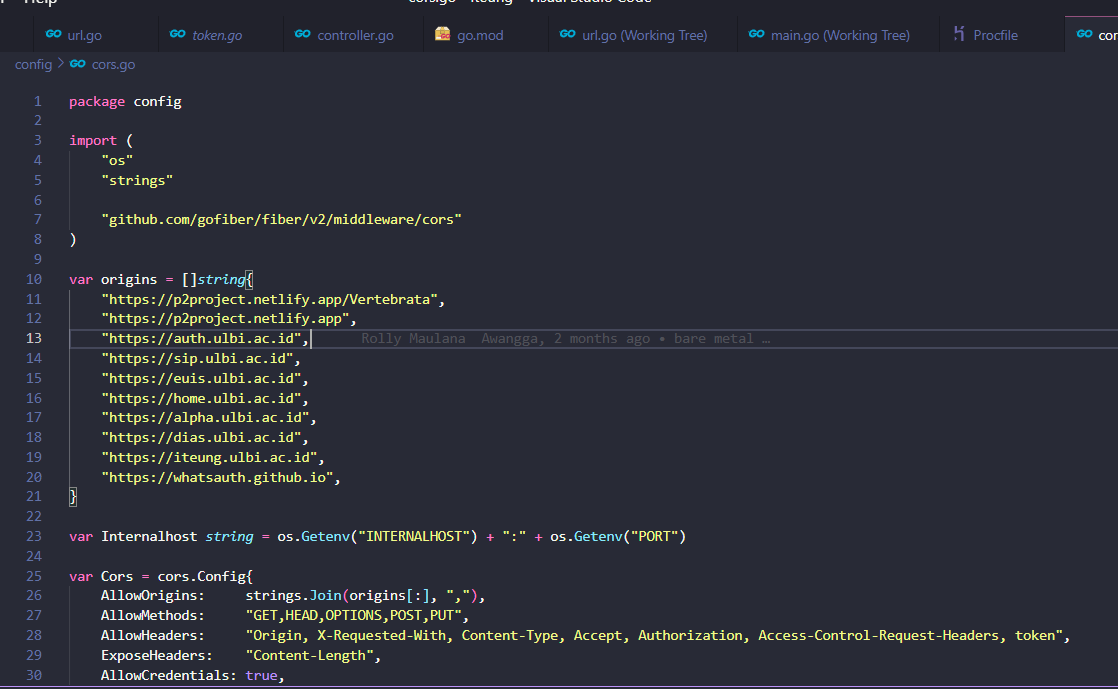 Help
url.go token.go controller.go go.mod url.go (Working Tree) main.go (Working Tree) Procfile
config > cors.go
1 package config
2
3 import (
4 "os"
5 "strings"
6
7 "github.com/gofiber/fiber/v2/middleware/cors"
8 )
9
10 var origins = []string{
11 "https://p2project.netlify.app/Vertebrata",
12 "https://p2project.netlify.app",
13 "https://auth.ulbi.ac.id", Rolly Maulana Awangga, 2 months ago • bare metal …
14 "https://sip.ulbi.ac.id",
15 "https://euis.ulbi.ac.id",
16 "https://home.ulbi.ac.id",
17 "https://alpha.ulbi.ac.id",
18 "https://dias.ulbi.ac.id",
19 "https://iteung.ulbi.ac.id",
20 "https://whatsauth.github.io",
21 }
22
23 var Internalhost string = os.Getenv("INTERNALHOST") + ":" + os.Getenv("PORT")
24
25 var Cors = cors.Config{
26 AllowOrigins: strings.Join(origins[:], ","),
27 AllowMethods: "GET,HEAD,OPTIONS,POST,PUT",
28 AllowHeaders: "Origin, X-Requested-With, Content-Type, Accept, Authorization, Access-Control-Request-Headers, token",
29 ExposeHeaders: "Content-Length",
30 AllowCredentials: true,